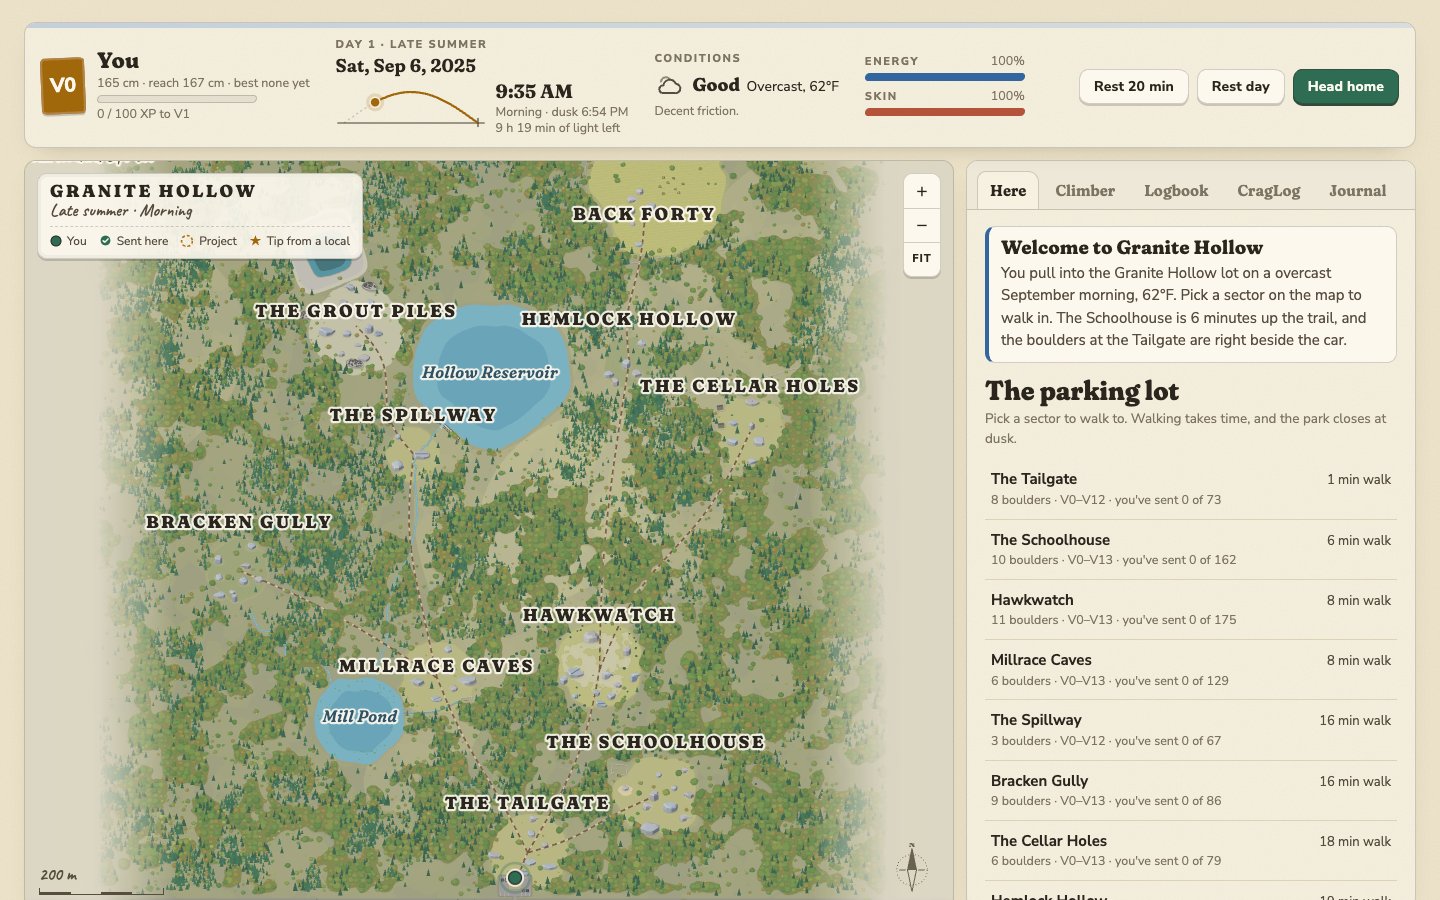 V0
You
165 cm · reach 167 cm · best none yet
0 / 100 XP to V1
DAY 1 · LATE SUMMER
Sat, Sep 6, 2025
9:35 AM
Morning · dusk 6:54 PM
9 h 19 min of light left
CONDITIONS
Good Overcast, 62°F
Decent friction.
ENERGY 100%
SKIN 100%
Rest 20 min
Rest day
Head home
GRANITE HOLLOW
Late summer · Morning
You
Sent here
Project
Tip from a local
+
−
FIT
BACK FORTY
THE GROUT PILES
HEMLOCK HOLLOW
Hollow Reservoir
THE CELLAR HOLES
THE SPILLWAY
BRACKEN GULLY
HAWKWATCH
MILLRACE CAVES
Mill Pond
THE SCHOOLHOUSE
THE TAILGATE
200 m
N
Here
Climber
Logbook
CragLog
Journal
Welcome to Granite Hollow
You pull into the Granite Hollow lot on a overcast
September morning, 62°F. Pick a sector on the map to
walk in. The Schoolhouse is 6 minutes up the trail, and
the boulders at the Tailgate are right beside the car.
The parking lot
Pick a sector to walk to. Walking takes time, and the park closes at
dusk.
The Tailgate 1 min walk
8 boulders · V0–V12 · you've sent 0 of 73
The Schoolhouse 6 min walk
10 boulders · V0–V13 · you've sent 0 of 162
Hawkwatch 8 min walk
11 boulders · V0–V13 · you've sent 0 of 175
Millrace Caves 8 min walk
6 boulders · V0–V13 · you've sent 0 of 129
The Spillway 16 min walk
3 boulders · V0–V12 · you've sent 0 of 67
Bracken Gully 16 min walk
9 boulders · V0–V13 · you've sent 0 of 86
The Cellar Holes 18 min walk
6 boulders · V0–V13 · you've sent 0 of 79
Hemlock Hollow